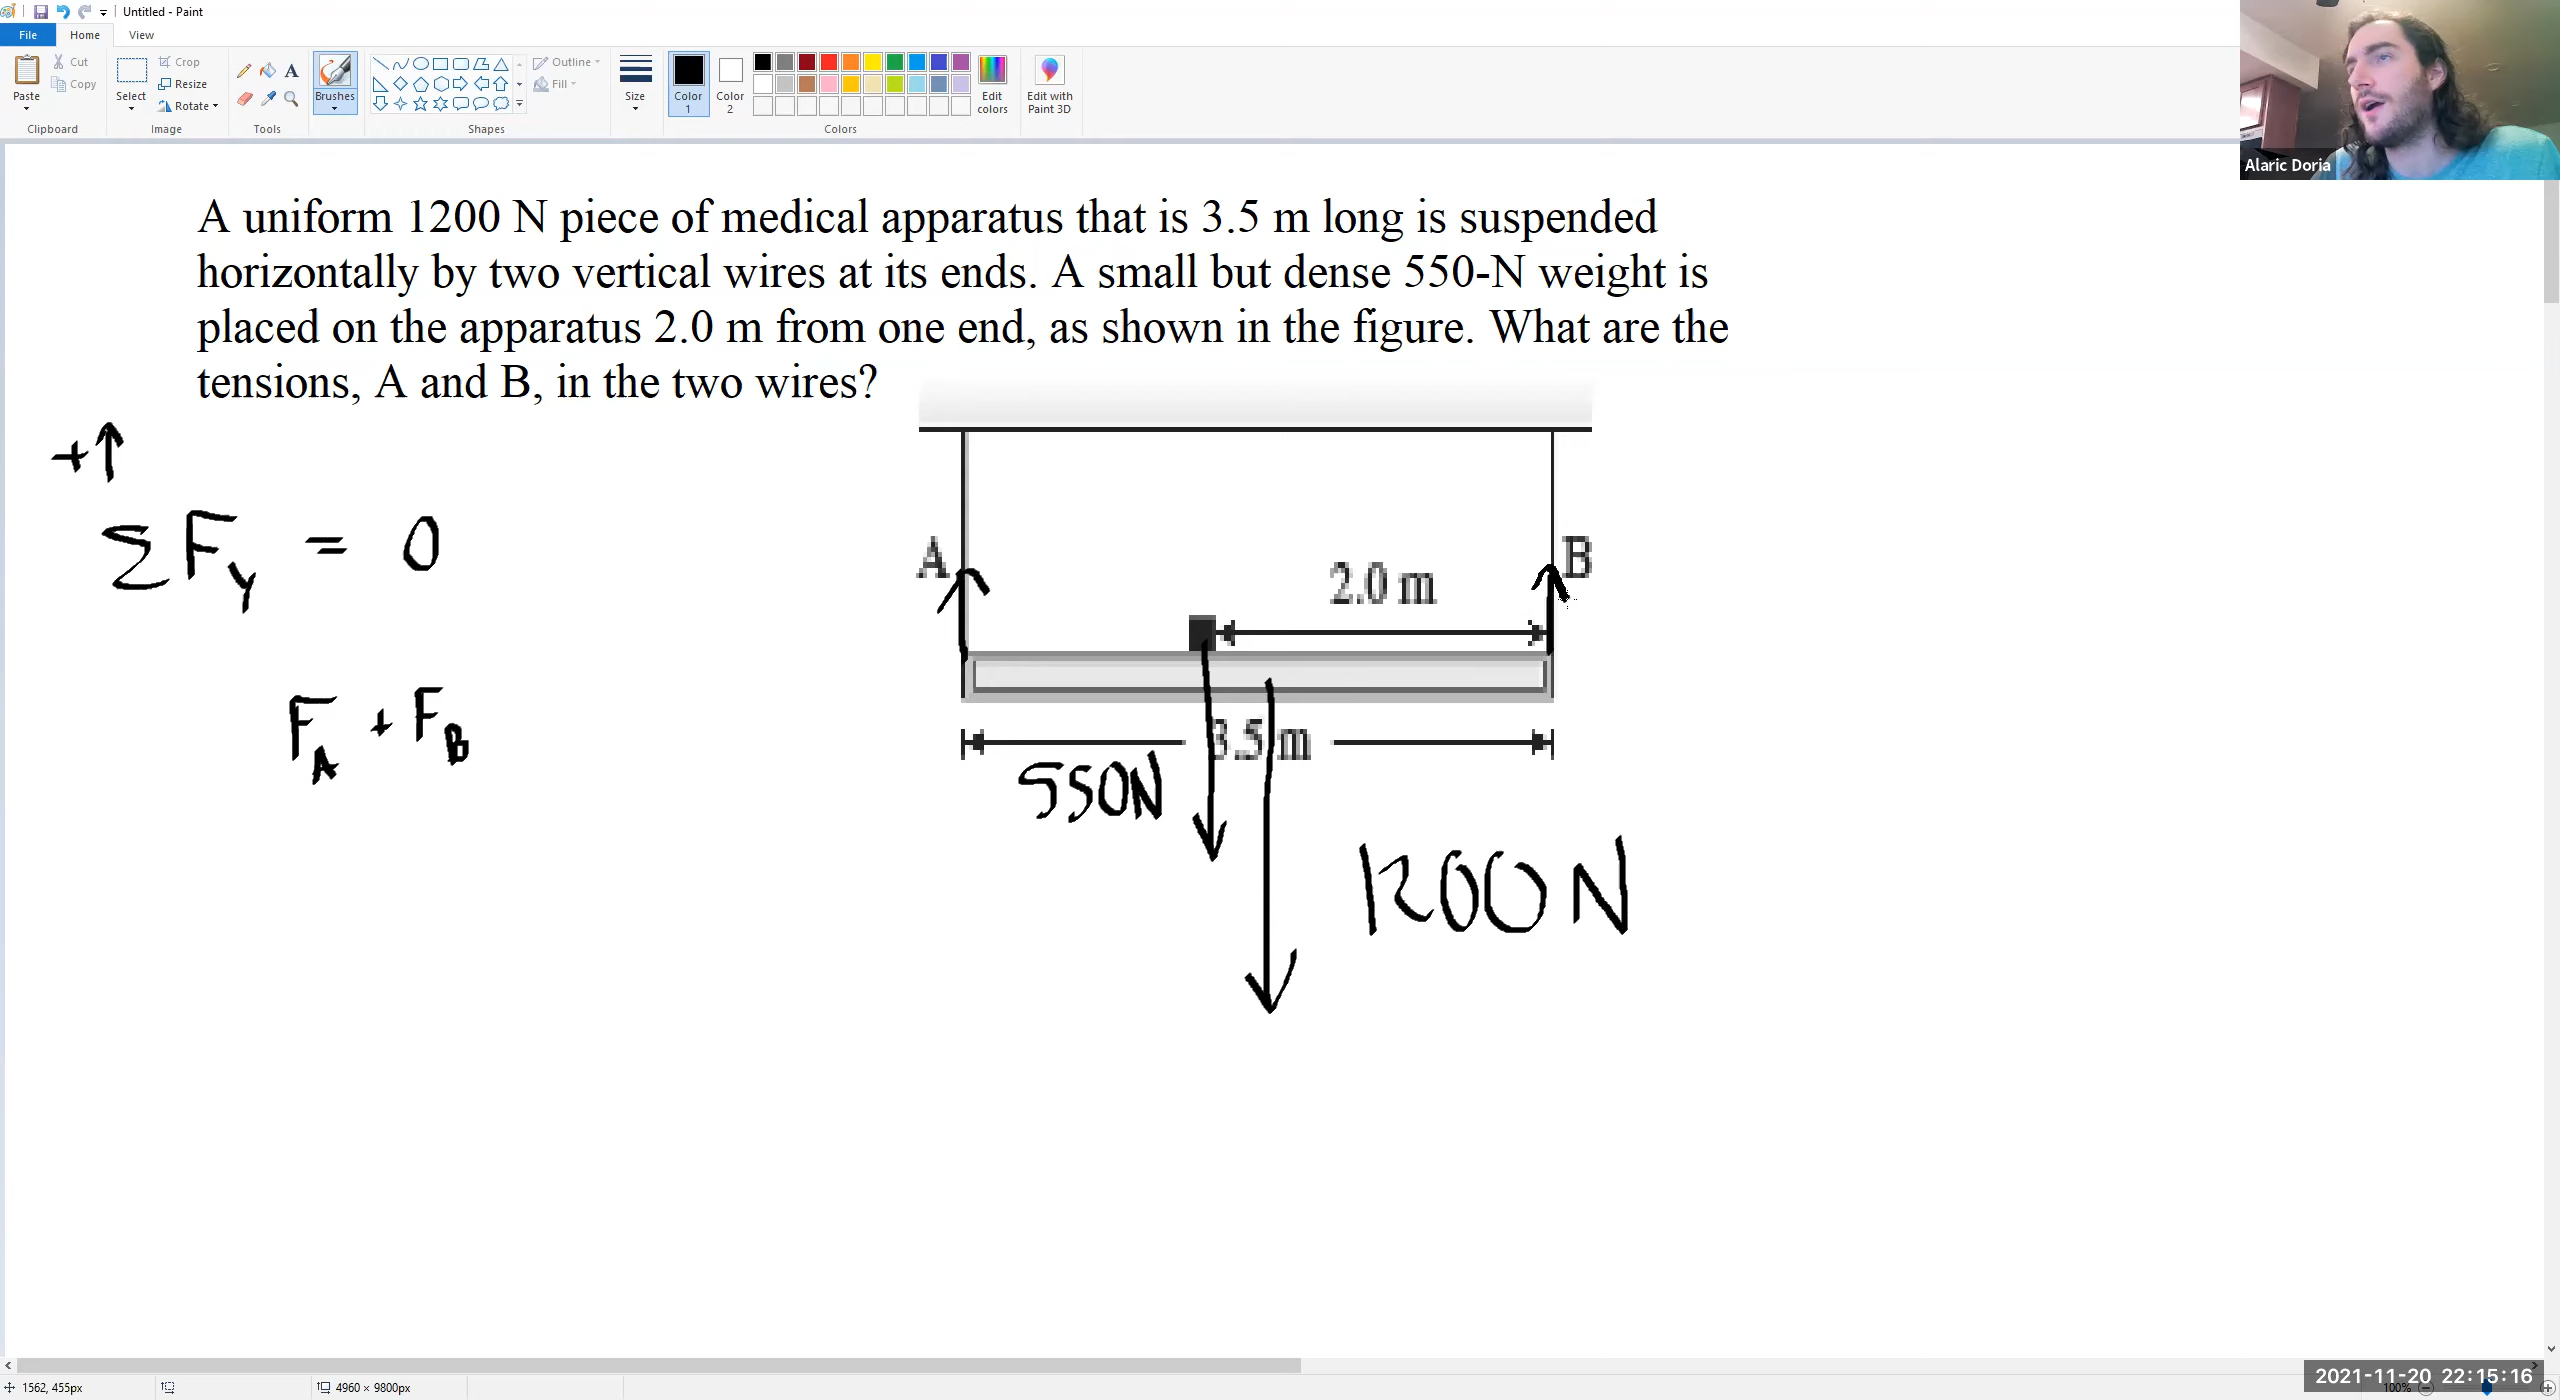 Untitled - Paint
File Home View
Paste
Cut
Copy
Clipboard
Select
Crop
Resize
Rotate
Image
Tools
Brushes
Shapes
Outline
Fill
Size
Color 1
Color 2
Colors
Edit colors
Edit with Paint 3D
Alaric Doria
A uniform 1200 N piece of medical apparatus that is 3.5 m long is suspended
horizontally by two vertical wires at its ends. A small but dense 550-N weight is
placed on the apparatus 2.0 m from one end, as shown in the figure. What are the
tensions, A and B, in the two wires?
+↑
ΣFy = 0
FA + FB
A
B
2.0 m
3.5 m
550N
1200 N
1562, 455px
4960 × 9800px
100%
2021-11-20 22:15:16